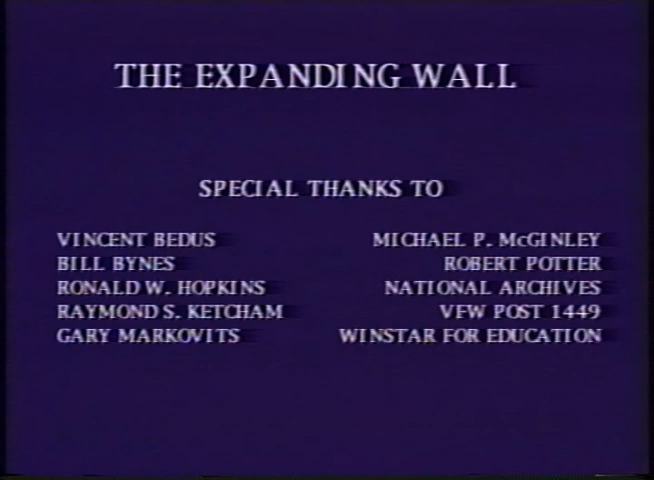 THE EXPANDING WALL
SPECIAL THANKS TO
VINCENT BEDUS MICHAEL P. McGINLEY
BILL BYNES ROBERT POTTER
RONALD W. HOPKINS NATIONAL ARCHIVES
RAYMOND S. KETCHAM VFW POST 1449
GARY MARKOVITS WINSTAR FOR EDUCATION